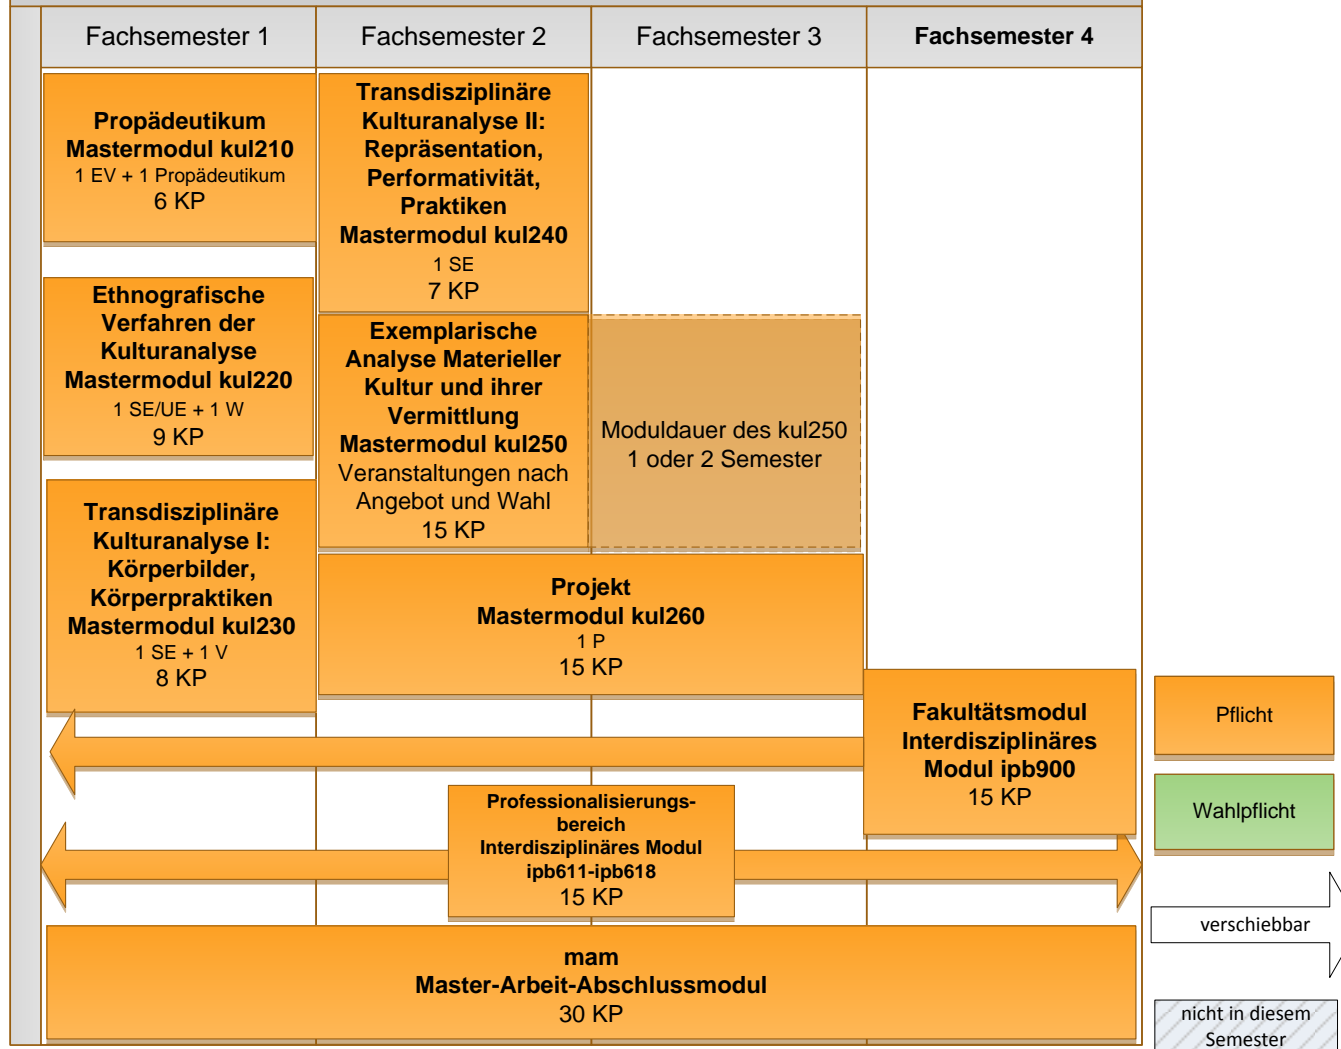 Fachsemester 1
Fachsemester 2
Fachsemester 3
Fachsemester 4
Propädeutikum
Mastermodul kul210
1 EV + 1 Propädeutikum
6 KP
Ethnografische
Verfahren der
Kulturanalyse
Mastermodul kul220
1 SE/UE + 1 W
9 KP
Transdisziplinäre
Kulturanalyse I:
Körperbilder,
Körperpraktiken
Mastermodul kul230
1 SE + 1 V
8 KP
Transdisziplinäre
Kulturanalyse II:
Repräsentation,
Performativität,
Praktiken
Mastermodul kul240
1 SE
7 KP
Exemplarische
Analyse Materieller
Kultur und ihrer
Vermittlung
Mastermodul kul250
Veranstaltungen nach
Angebot und Wahl
15 KP
Moduldauer des kul250
1 oder 2 Semester
Projekt
Mastermodul kul260
1 P
15 KP
Fakultätsmodul
Interdisziplinäres
Modul ipb900
15 KP
Professionalisierungs-
bereich
Interdisziplinäres Modul
ipb611-ipb618
15 KP
mam
Master-Arbeit-Abschlussmodul
30 KP
Pflicht
Wahlpflicht
verschiebbar
nicht in diesem
Semester